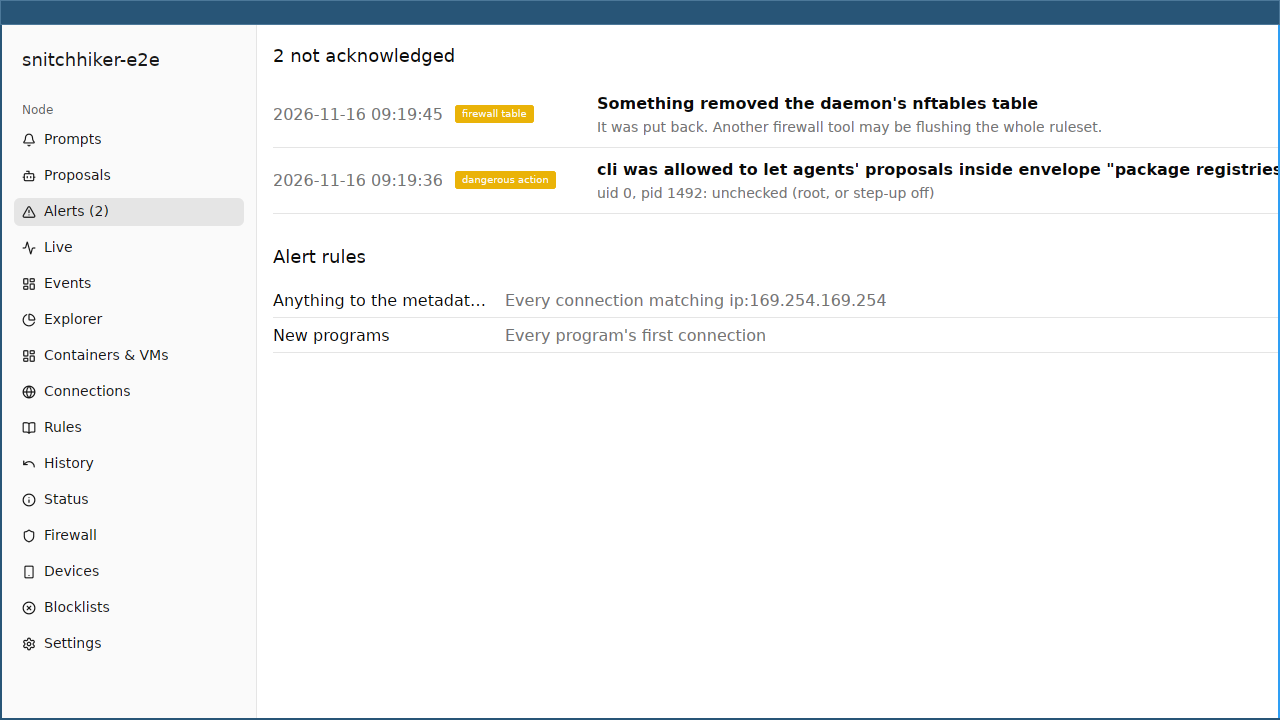 snitchhiker-e2e
Node
Prompts
Proposals
Alerts (2)
Live
Events
Explorer
Containers & VMs
Connections
Rules
History
Status
Firewall
Devices
Blocklists
Settings
2 not acknowledged
2026-11-16 09:19:45 firewall table Something removed the daemon's nftables table
It was put back. Another firewall tool may be flushing the whole ruleset.
2026-11-16 09:19:36 dangerous action cli was allowed to let agents' proposals inside envelope "package registries
uid 0, pid 1492: unchecked (root, or step-up off)
Alert rules
Anything to the metadat... Every connection matching ip:169.254.169.254
New programs Every program's first connection